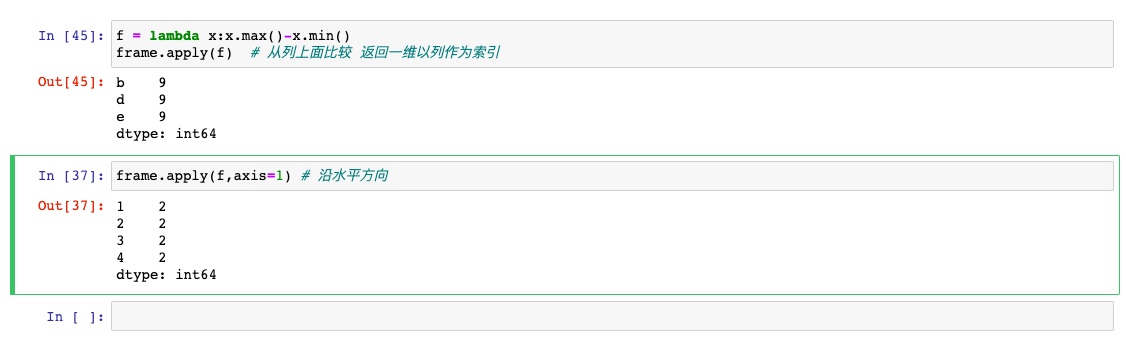 In [45]: f = lambda x:x.max()-x.min()
frame.apply(f)  # 从列上面比较 返回一维以列作为索引
Out[45]: b    9
d    9
e    9
dtype: int64
In [37]: frame.apply(f,axis=1) # 沿水平方向
Out[37]: 1    2
2    2
3    2
4    2
dtype: int64
In [ ]: